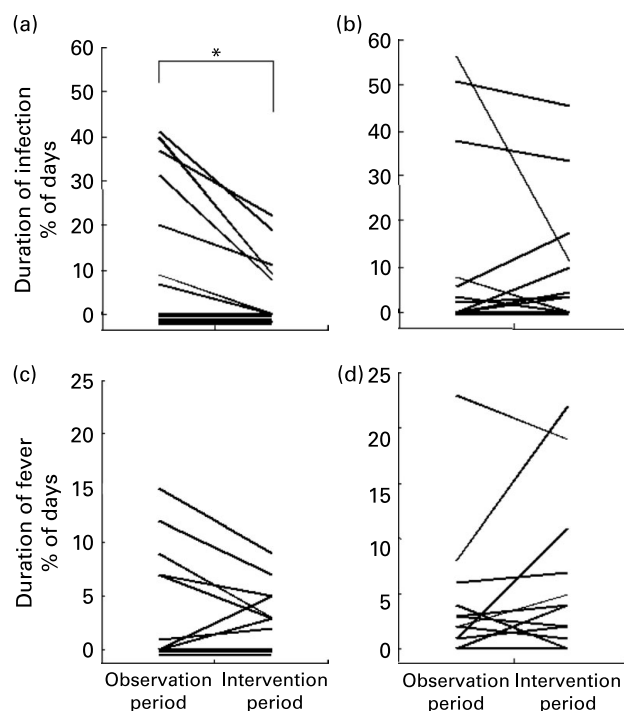 (a)
*
60
50
40
30
20
10
0
Duration of infection
% of days
(b)
60
50
40
30
20
10
0
(c)
25
20
15
10
5
0
Duration of fever
% of days
Observation
period
Intervention
period
(d)
25
20
15
10
5
0
Observation
period
Intervention
period